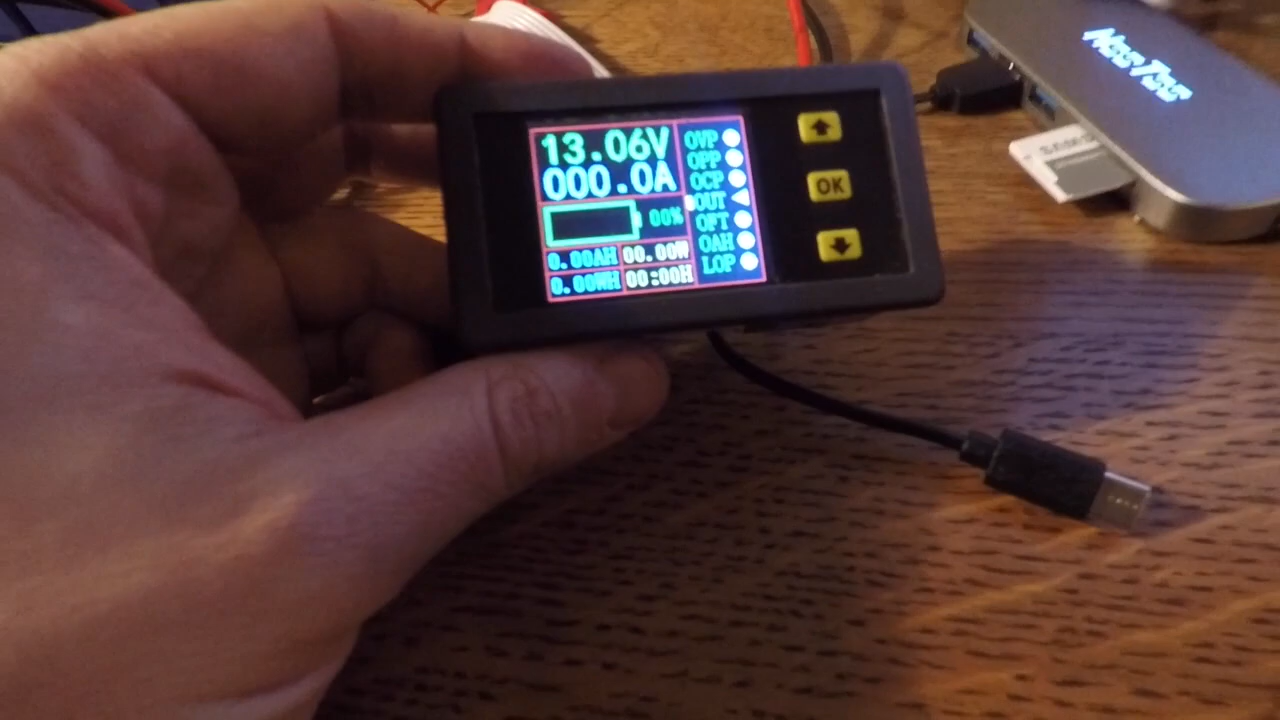 13.06V
000.0A
00%
0.00AH 00.00W
0.00WH 00:00H
OVP
OPP
OCP
OUT
OFT
OAH
LOP
OK